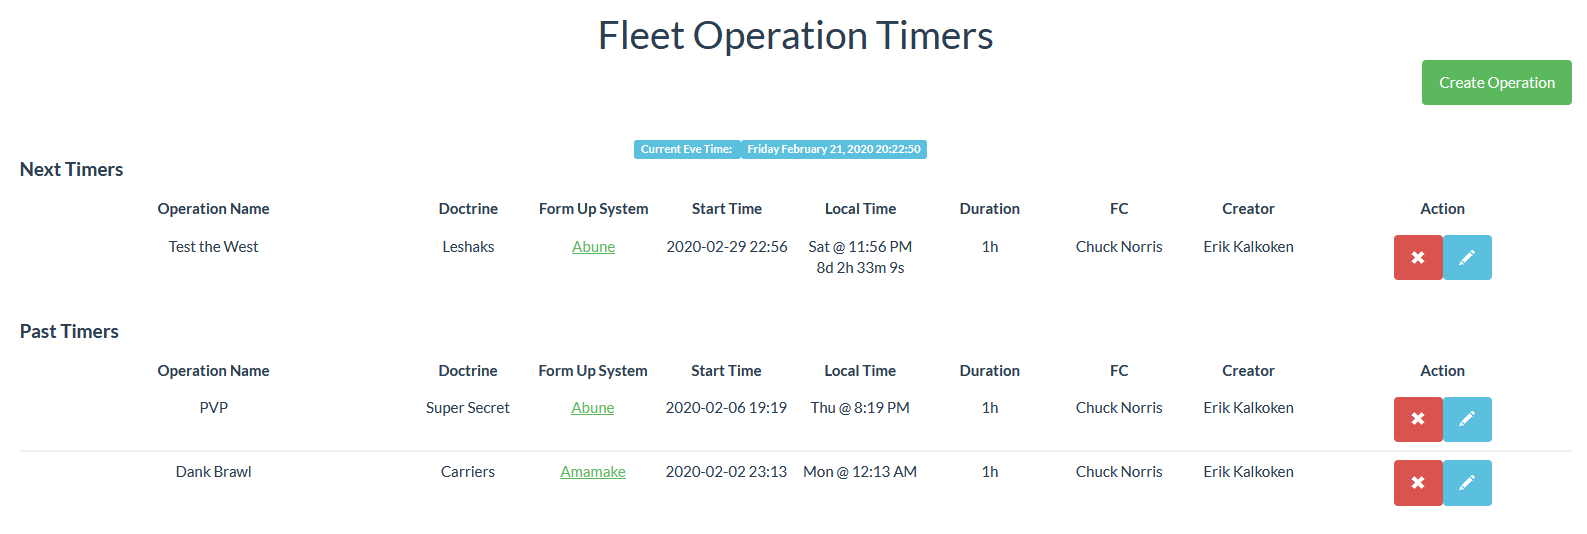 Fleet Operation Timers
Create Operation
Current Eve Time: Friday February 21, 2020 20:22:50
Next Timers
Operation Name Doctrine Form Up System Start Time Local Time Duration FC Creator Action
Test the West Leshaks Abune 2020-02-29 22:56 Sat @ 11:56 PM 1h Chuck Norris Erik Kalkoken
8d 2h 33m 9s
Past Timers
Operation Name Doctrine Form Up System Start Time Local Time Duration FC Creator Action
PVP Super Secret Abune 2020-02-06 19:19 Thu @ 8:19 PM 1h Chuck Norris Erik Kalkoken
Dank Brawl Carriers Amamake 2020-02-02 23:13 Mon @ 12:13 AM 1h Chuck Norris Erik Kalkoken